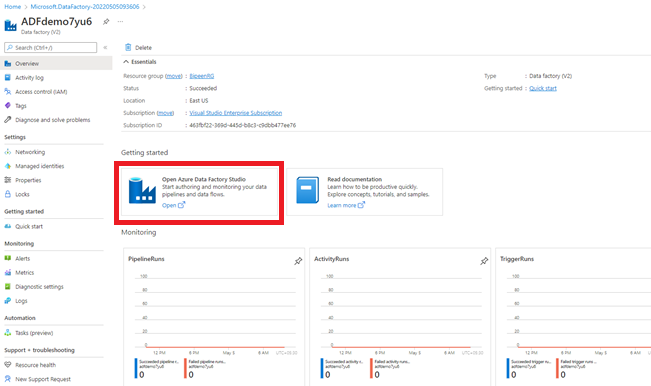 Home > Microsoft.DataFactory-20220505093606 >
ADFdemo7yu6
Data factory (V2)
Search (Ctrl+/)
Overview
Activity log
Access control (IAM)
Tags
Diagnose and solve problems
Settings
Networking
Managed identities
Properties
Locks
Getting started
Quick start
Monitoring
Alerts
Metrics
Diagnostic settings
Logs
Automation
Tasks (preview)
Support + troubleshooting
Resource health
New Support Request
Delete
Essentials
Resource group (move) : BipeenRG
Status : Succeeded
Location : East US
Subscription (move) : Visual Studio Enterprise Subscription
Subscription ID : 463fbf22-369d-445d-b8c3-c9dbb477ee76
Type : Data factory (V2)
Getting started : Quick start
Getting started
Open Azure Data Factory Studio
Start authoring and monitoring your data
pipelines and data flows.
Open
Read documentation
Learn how to be productive quickly.
Explore concepts, tutorials, and samples.
Learn more
Monitoring
PipelineRuns
100
80
60
40
20
0
12 PM 6 PM May 5 6 AM UTC+05:30
Succeeded pipeline r...
adfdemo7yu6
0
Failed pipeline runs...
adfdemo7yu6
0
ActivityRuns
100
80
60
40
20
0
12 PM 6 PM May 5 6 AM UTC+05:30
Succeeded activity r...
adfdemo7yu6
0
Failed activity runs...
adfdemo7yu6
0
TriggerRuns
100
80
60
40
20
0
12 PM 6 PM May 5 6 AM
Succeeded trigger ru...
adfdemo7yu6
0
Failed trigger runs,...
adfdemo7yu6
0